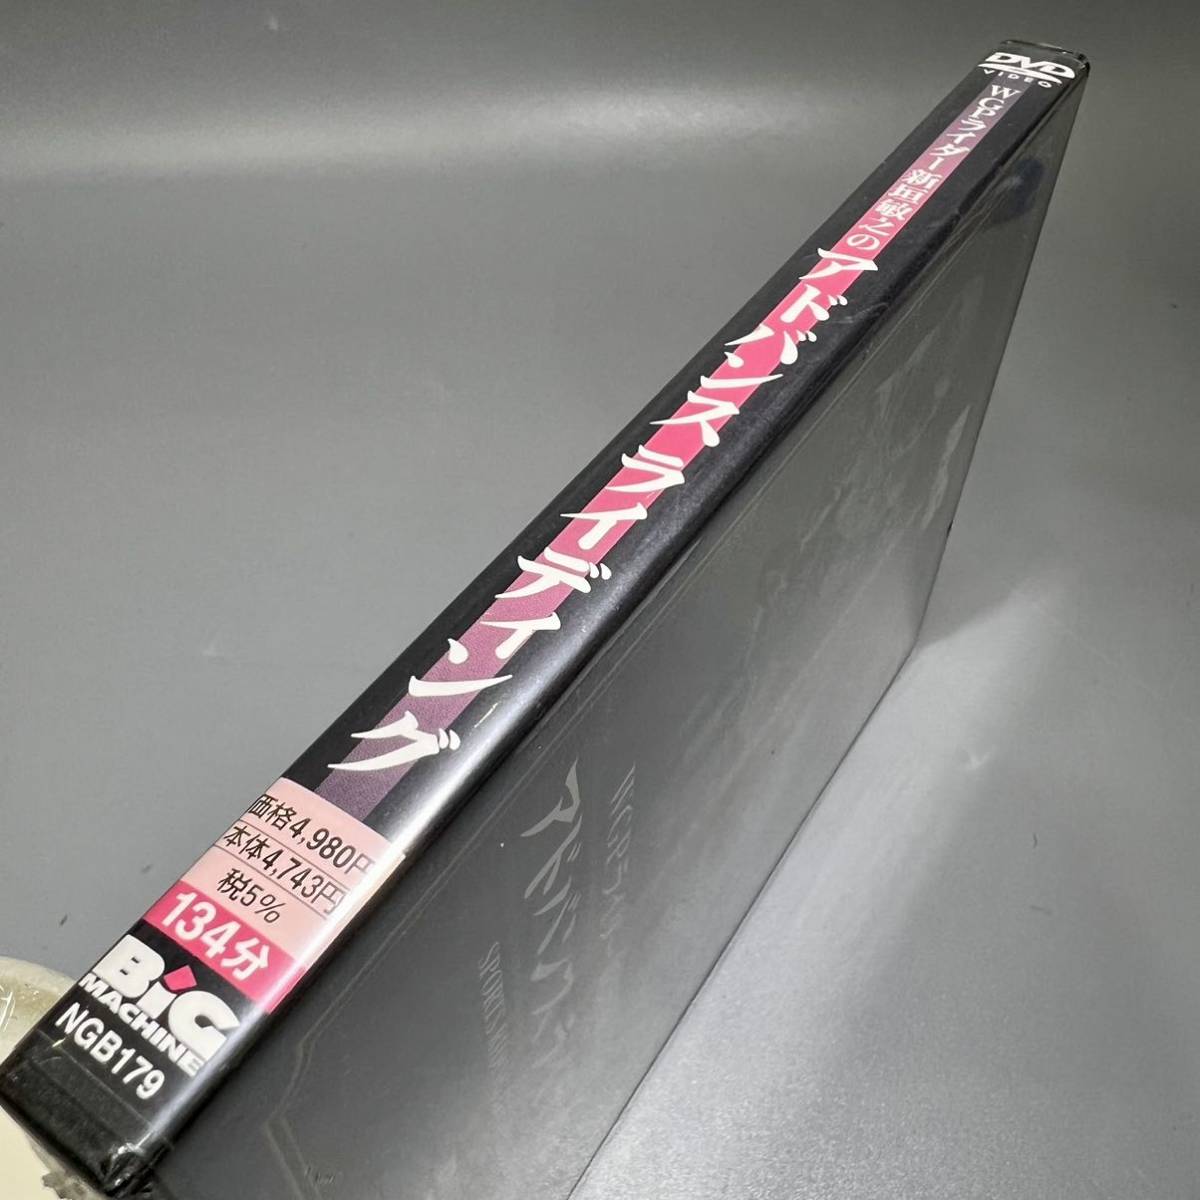 DVD
VIDEO
WGPライダー新垣敏之の
アドバンスライディング
価格4,980円
本体4,743円
税5%
134分
BiG
MACHINE
NGB179